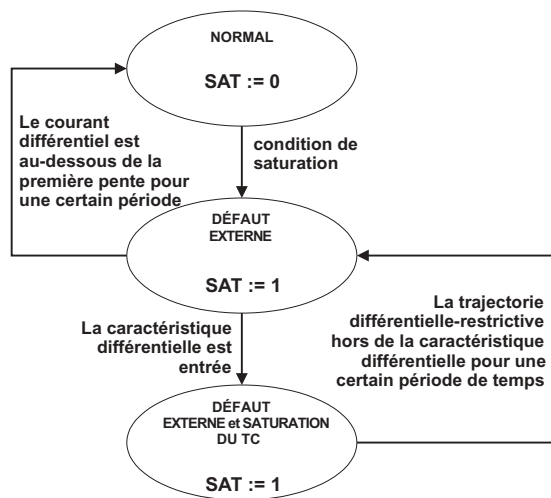 NORMAL
SAT := 0
Le courant
différentiel est
au-dessous de la
première pente pour
une certain période
condition de
saturation
DÉFAUT
EXTERNE
SAT := 1
La caractéristique
différentielle est
entrée
La trajectorie
différentielle-restrictive
hors de la caractéristique
différentielle pour une
certain période de temps
DÉFAUT
EXTERNE et SATURATION
DU TC
SAT := 1